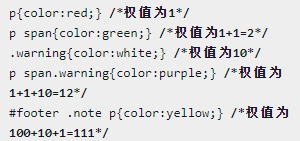 p{color:red;} /*权值为1*/
p span{color:green;} /*权值为1+1=2*/
.warning{color:white;} /*权值为10*/
p span.warning{color:purple;} /*权值为
1+1+10=12*/
#footer .note p{color:yellow;} /*权值为
100+10+1=111*/